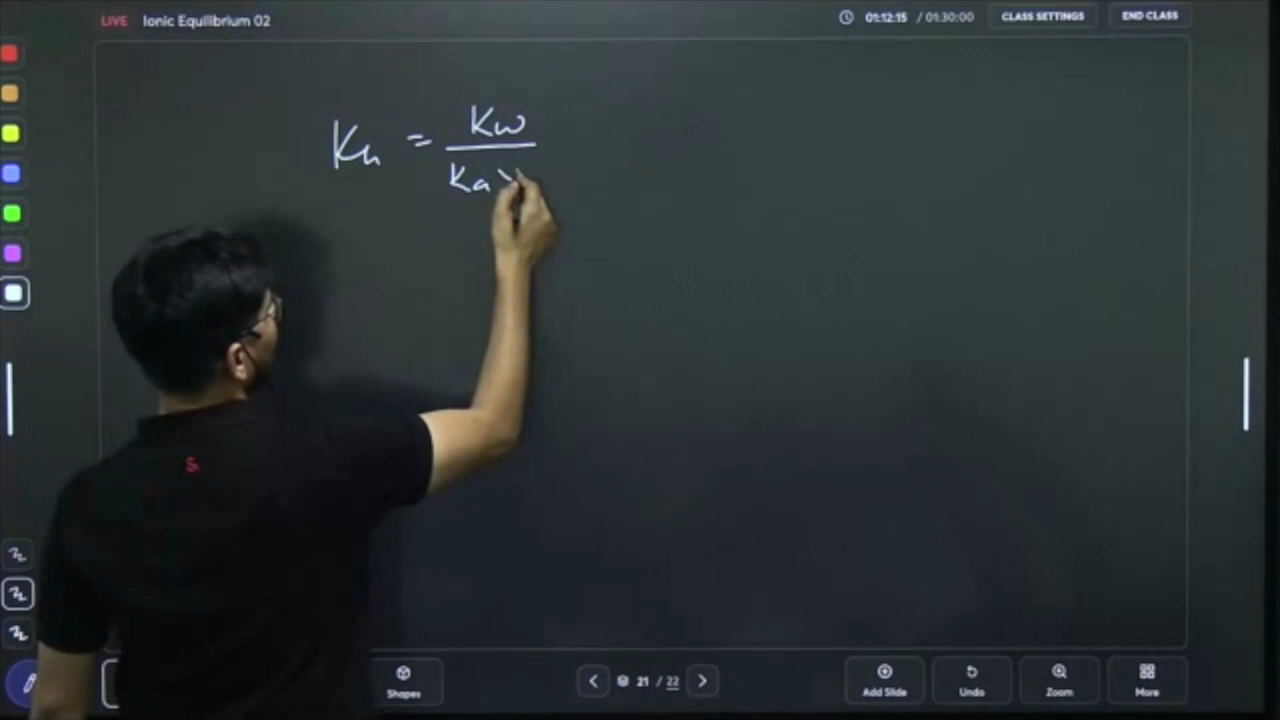 LIVE Ionic Equilibrium 02 01:12:15 / 01:30:00 CLASS SETTINGS END CLASS
Kh = Kw
Ka x
Shapes 21 / 22 Add Slide Undo Zoom More